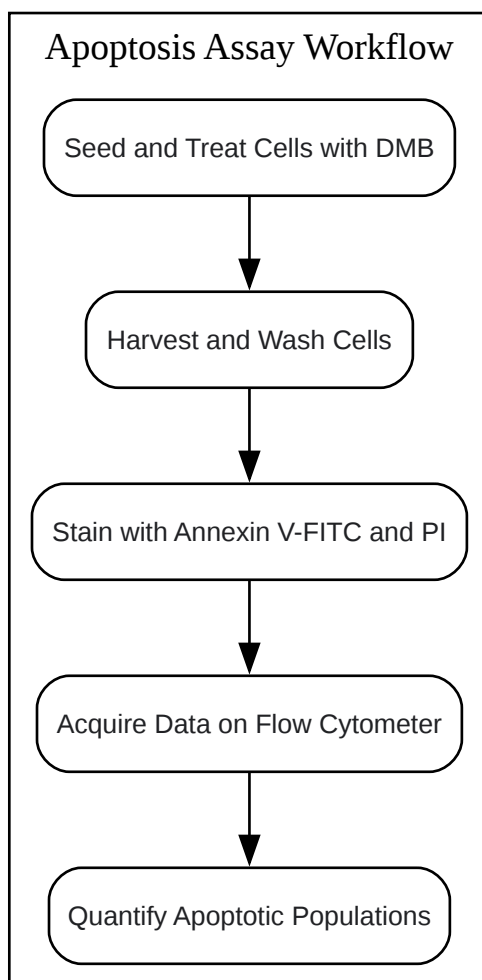 Apoptosis Assay Workflow
Seed and Treat Cells with DMB
Harvest and Wash Cells
Stain with Annexin V-FITC and PI
Acquire Data on Flow Cytometer
Quantify Apoptotic Populations